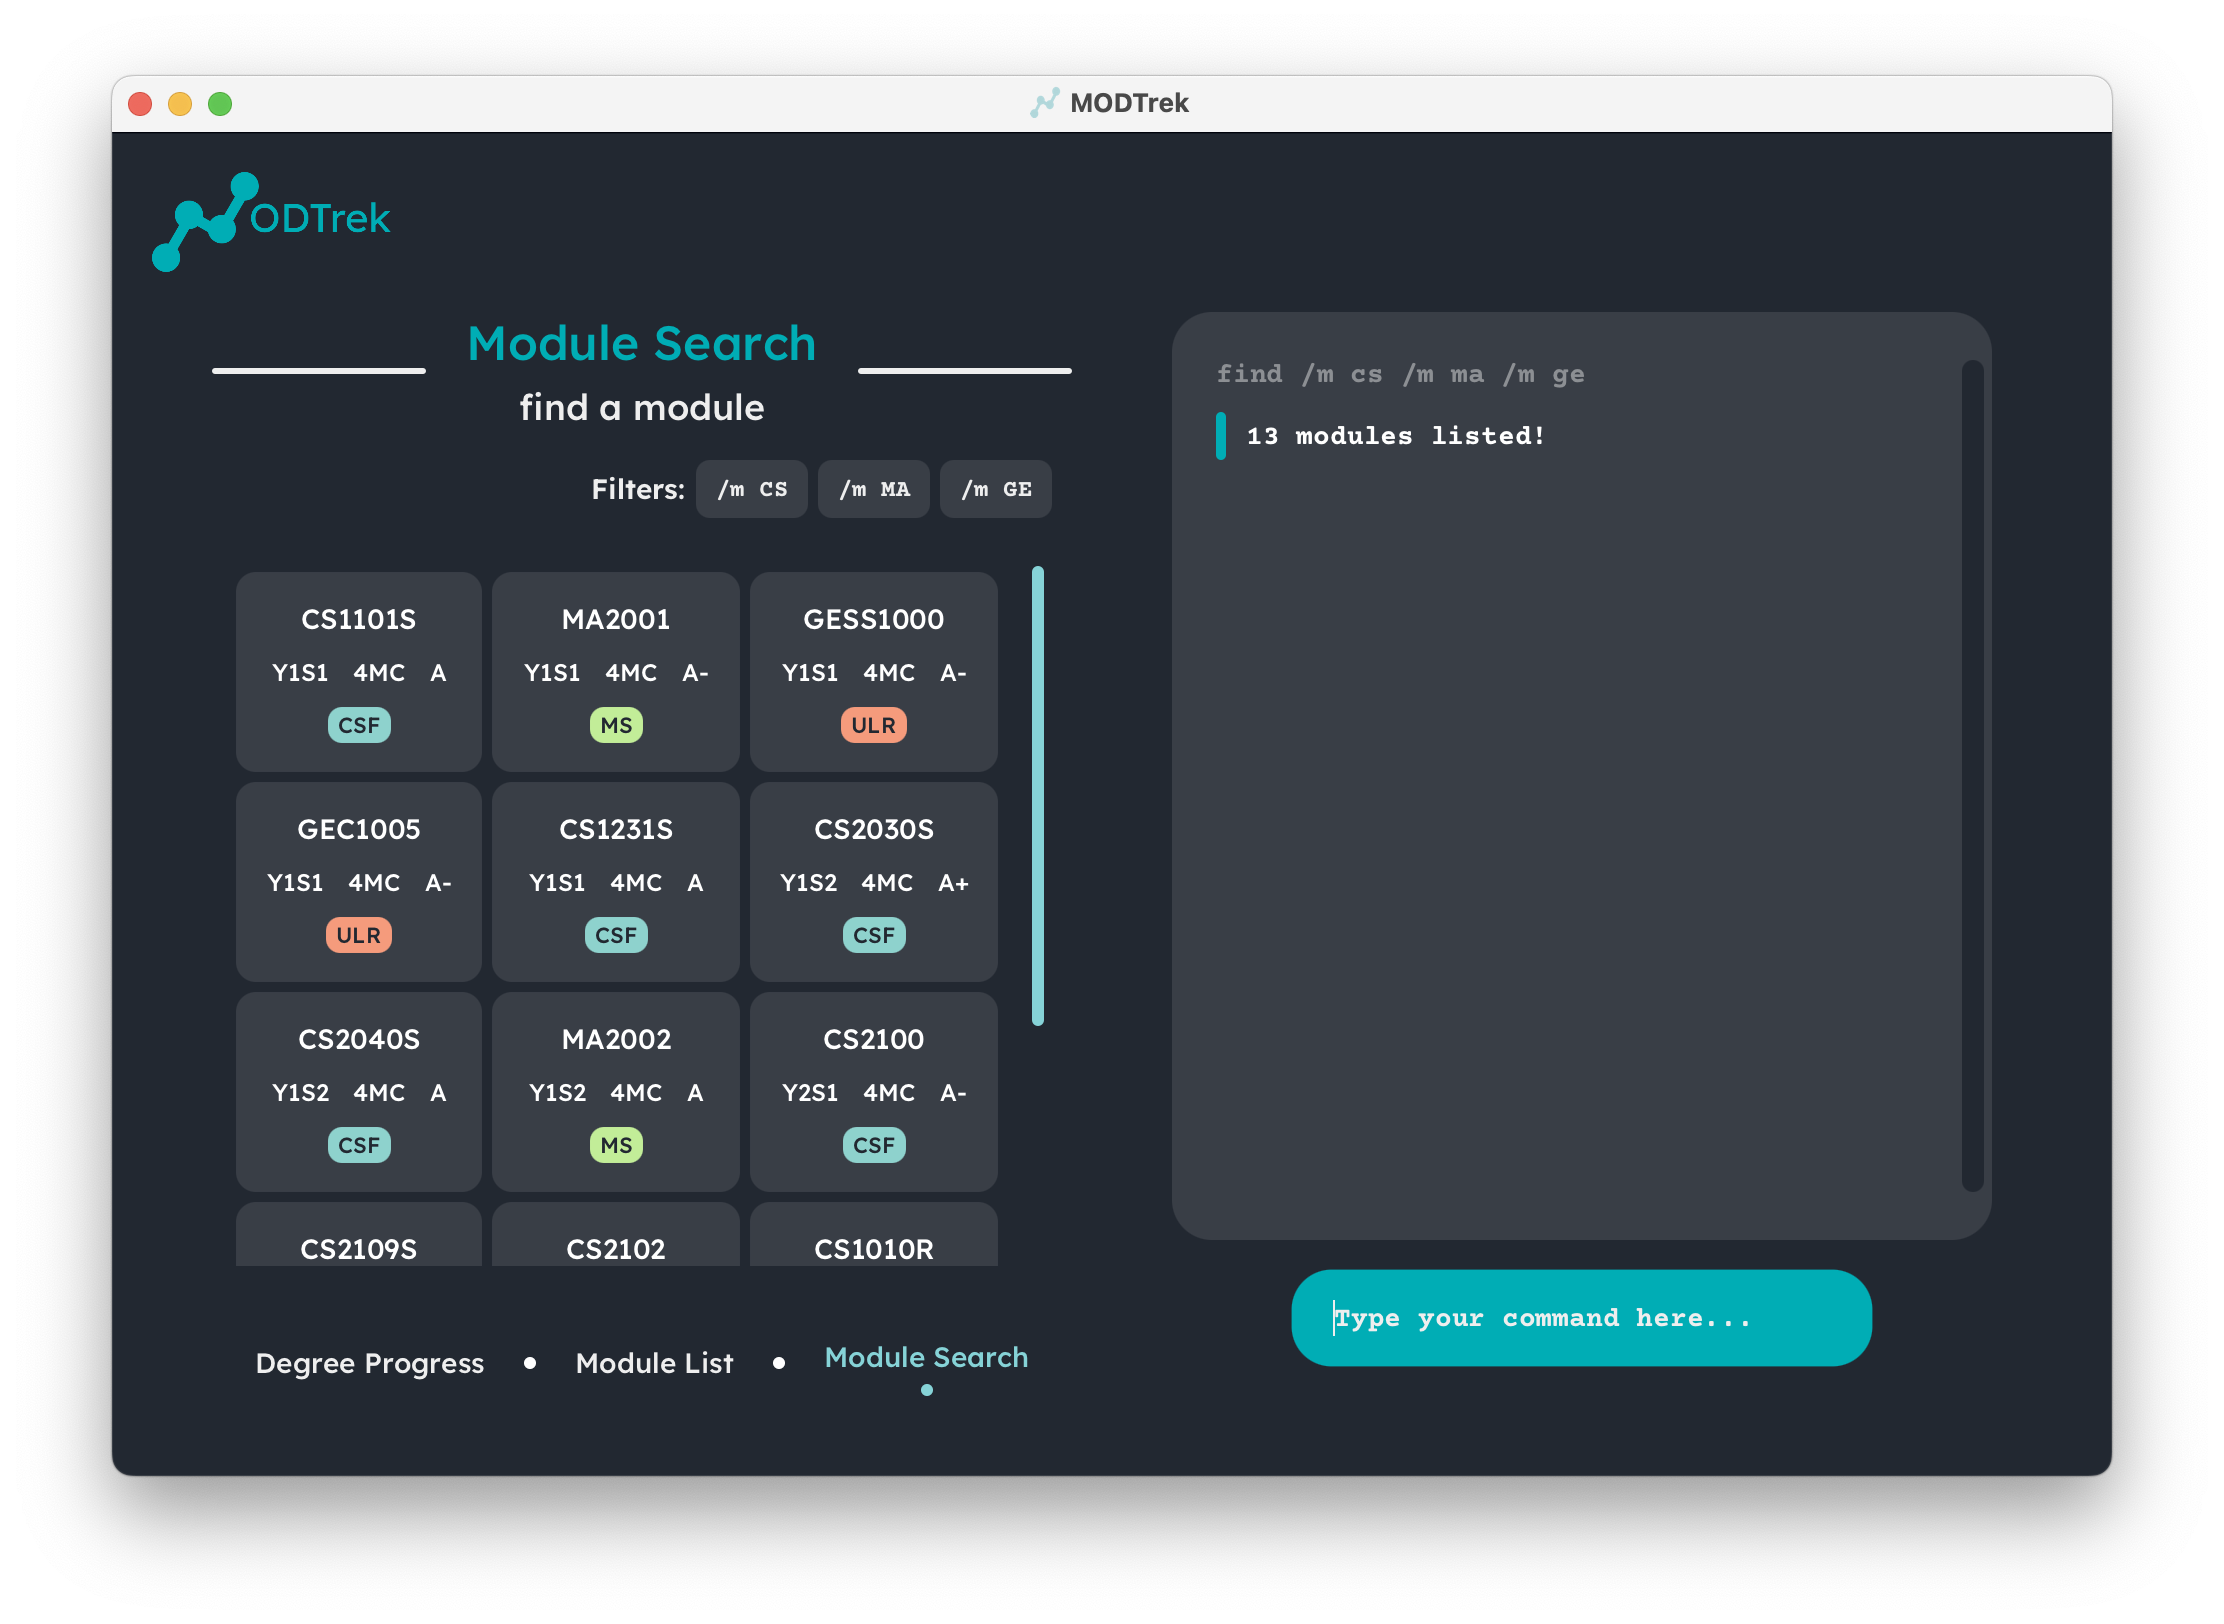 MODTrek
ODTrek
Module Search
find a module
Filters: /m CS /m MA /m GE
CS1101S
Y1S1 4MC A
CSF
MA2001
Y1S1 4MC A-
MS
GESS1000
Y1S1 4MC A-
ULR
GEC1005
Y1S1 4MC A-
ULR
CS1231S
Y1S1 4MC A
CSF
CS2030S
Y1S2 4MC A+
CSF
CS2040S
Y1S2 4MC A
CSF
MA2002
Y1S2 4MC A
MS
CS2100
Y2S1 4MC A-
CSF
CS2109S
CS2102
CS1010R
Degree Progress
Module List
Module Search
find /m cs /m ma /m ge
13 modules listed!
Type your command here...